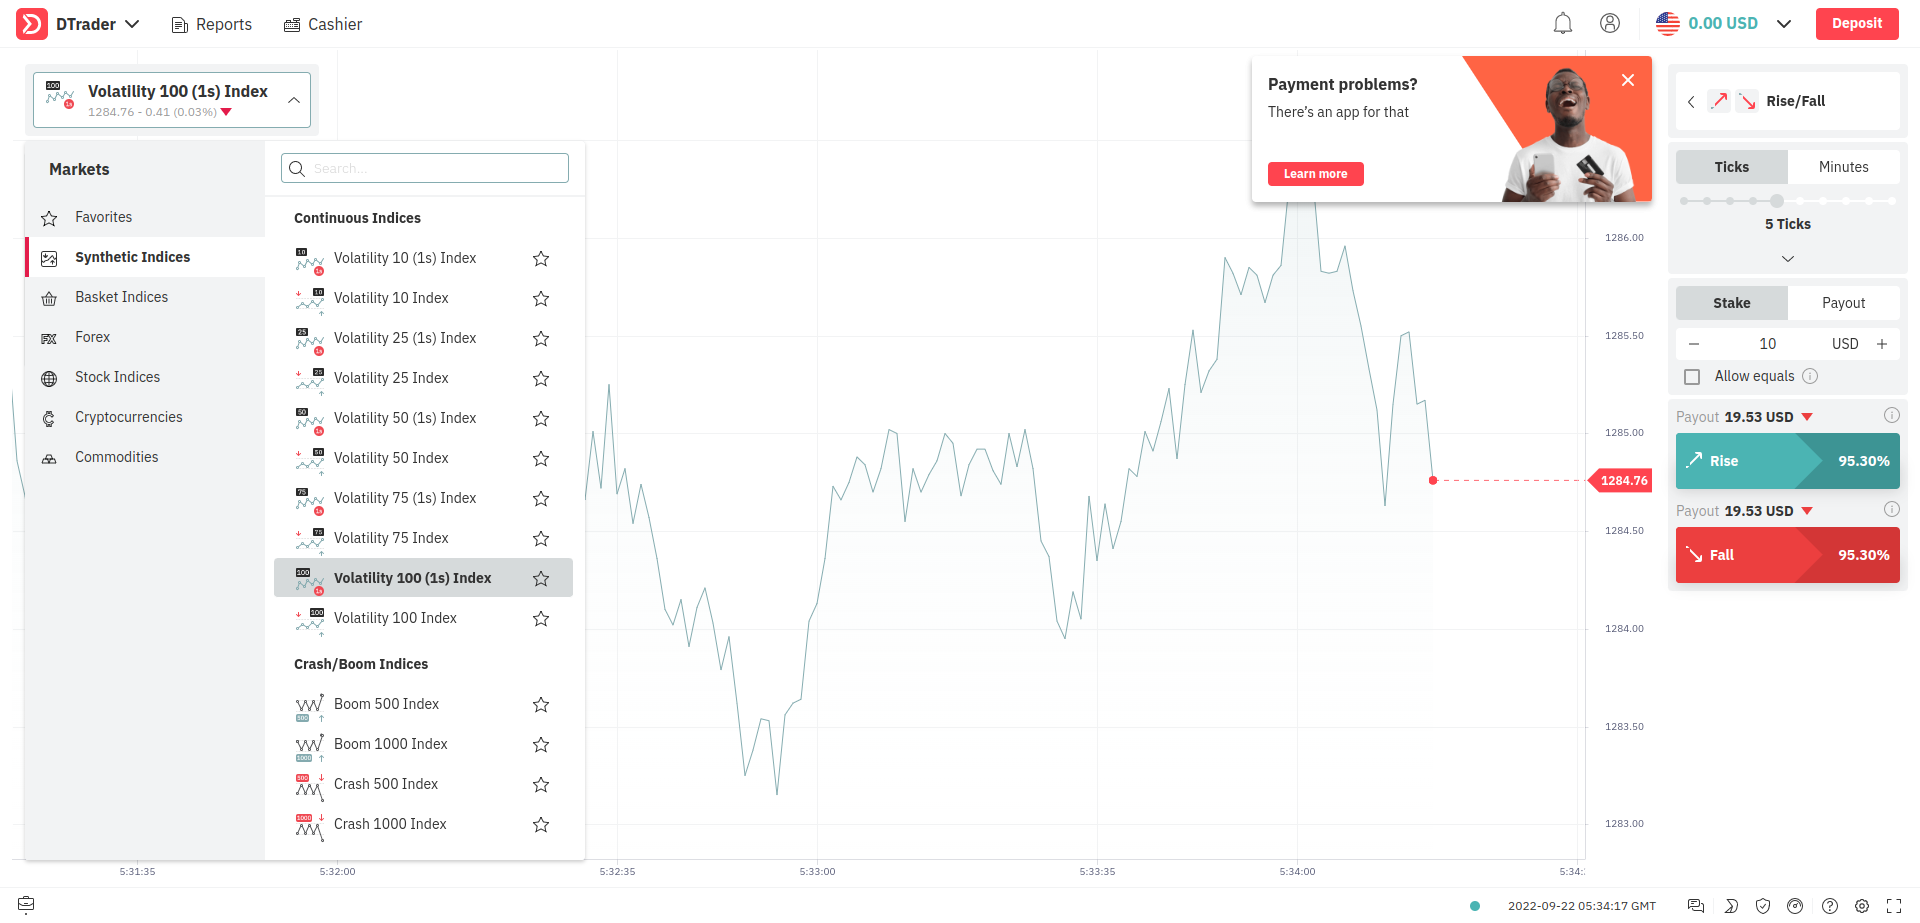 DTrader
Reports
Cashier
0.00 USD
Deposit
Volatility 100 (1s) Index
1284.76 - 0.41 (0.03%)
Markets
Favorites
Synthetic Indices
Basket Indices
Forex
Stock Indices
Cryptocurrencies
Commodities
Search...
Continuous Indices
Volatility 10 (1s) Index
Volatility 10 Index
Volatility 25 (1s) Index
Volatility 25 Index
Volatility 50 (1s) Index
Volatility 50 Index
Volatility 75 (1s) Index
Volatility 75 Index
Volatility 100 (1s) Index
Volatility 100 Index
Crash/Boom Indices
Boom 500 Index
Boom 1000 Index
Crash 500 Index
Crash 1000 Index
Payment problems?
There's an app for that
Learn more
1286.00
1285.50
1285.00
1284.76
1284.50
1284.00
1283.50
1283.00
5:31:35
5:32:00
5:32:35
5:33:00
5:33:35
5:34:00
5:34:
Rise/Fall
Ticks
Minutes
5 Ticks
Stake
Payout
10
USD
Allow equals
Payout 19.53 USD
Rise
95.30%
Payout 19.53 USD
Fall
95.30%
2022-09-22 05:34:17 GMT